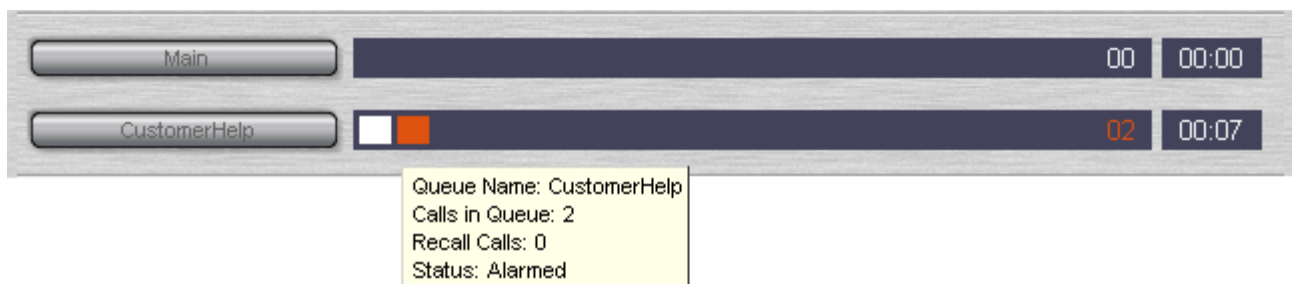 Main 00 00:00
CustomerHelp 02 00:07
Queue Name: CustomerHelp
Calls in Queue: 2
Recall Calls: 0
Status: Alarmed